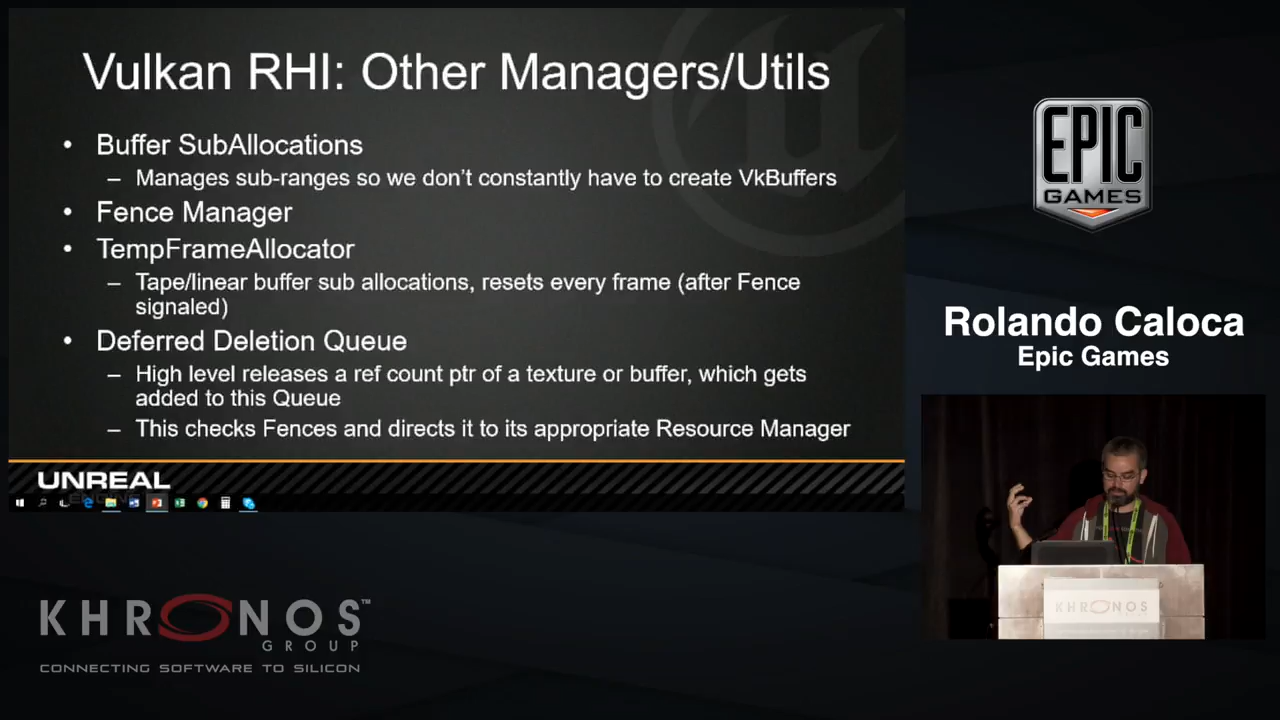 Vulkan RHI: Other Managers/Utils
• Buffer SubAllocations
– Manages sub-ranges so we don't constantly have to create VkBuffers
• Fence Manager
• TempFrameAllocator
– Tape/linear buffer sub allocations, resets every frame (after Fence
signaled)
• Deferred Deletion Queue
– High level releases a ref count ptr of a texture or buffer, which gets
added to this Queue
– This checks Fences and directs it to its appropriate Resource Manager
UNREAL
EPIC
GAMES
Rolando Caloca
Epic Games
KHRONOS
KHRONOS™
GROUP
CONNECTING SOFTWARE TO SILICON